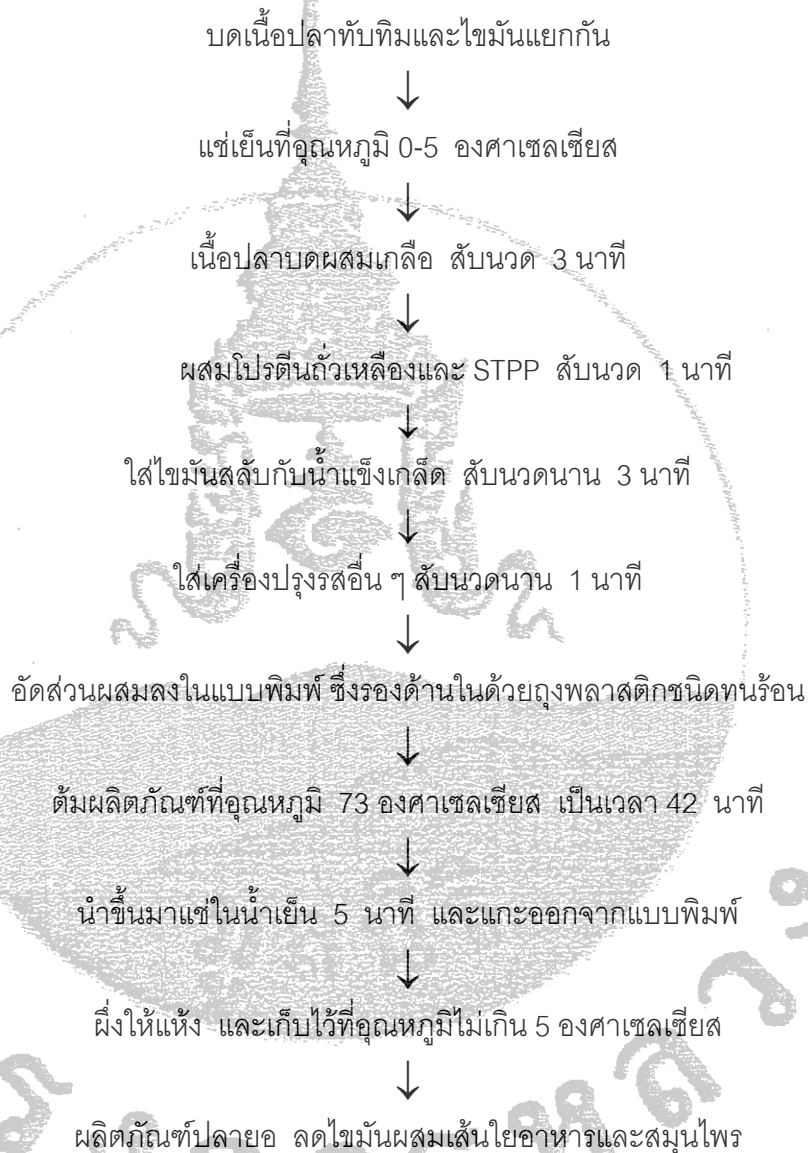 บดเนื้อปลาทับทิมและไขมันแยกกัน
↓
แช่เย็นที่อุณหภูมิ 0-5 องศาเซลเซียส
↓
เนื้อปลาบดผสมเกลือ สับนวด 3 นาที
↓
ผสมโปรตีนถั่วเหลืองและ STPP สับนวด 1 นาที
↓
ใส่ไขมันสลับกับน้ำแข็งเกล็ด สับนวดนาน 3 นาที
↓
ใส่เครื่องปรุงรสอื่น ๆ สับนวดนาน 1 นาที
↓
อัดส่วนผสมลงในแบบพิมพ์ ซึ่งรองด้านในด้วยถุงพลาสติกชนิดทนร้อน
↓
ต้มผลิตภัณฑ์ที่อุณหภูมิ 73 องศาเซลเซียส เป็นเวลา 42 นาที
↓
นำขึ้นมาแช่ในน้ำเย็น 5 นาที และแกะออกจากแบบพิมพ์
↓
ผึ่งให้แห้ง และเก็บไว้ที่อุณหภูมิไม่เกิน 5 องศาเซลเซียส
↓
ผลิตภัณฑ์ปลายอ ลดไขมันผสมเส้นใยอาหารและสมุนไพร